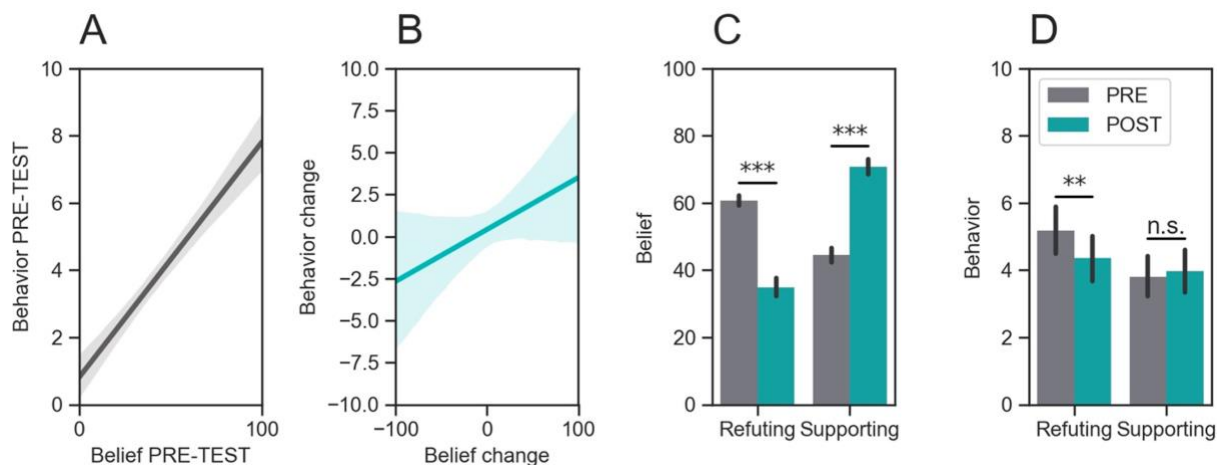 A
Behavior PRE-TEST
10
8
6
4
2
0
0 100
Belief PRE-TEST
B
Behavior change
10.0
7.5
5.0
2.5
0.0
−2.5
−5.0
−7.5
−10.0
−100 0 100
Belief change
C
Belief
100
80
60
40
20
0
***
***
Refuting Supporting
D
Behavior
10
8
6
4
2
0
PRE
POST
**
n.s.
Refuting Supporting